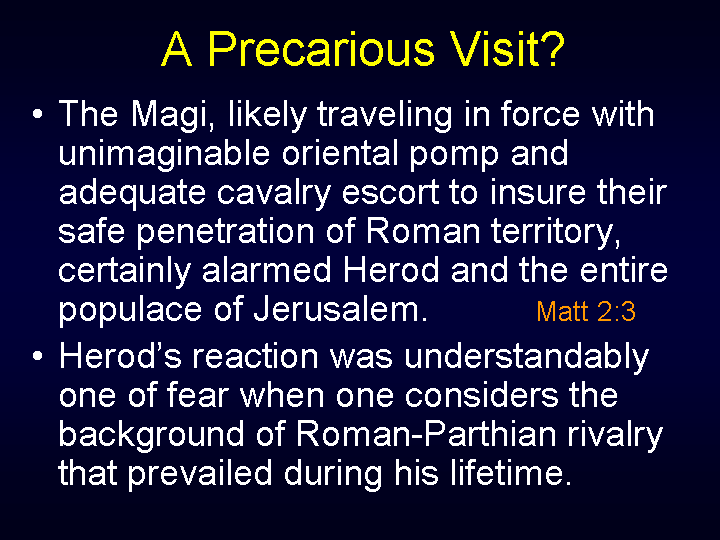 A Precarious Visit?
• The Magi, likely traveling in force with
unimaginable oriental pomp and
adequate cavalry escort to insure their
safe penetration of Roman territory,
certainly alarmed Herod and the entire
populace of Jerusalem. Matt 2:3
• Herod's reaction was understandably
one of fear when one considers the
background of Roman-Parthian rivalry
that prevailed during his lifetime.